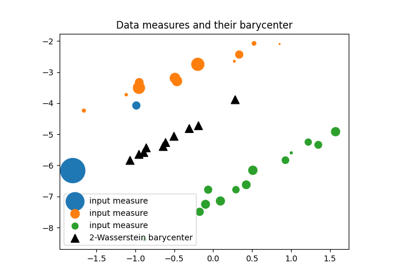 Data measures and their barycenter
−2
−3
−4
−5
−6
−7
−8
input measure
input measure
input measure
2-Wasserstein barycenter
−1.5
−1.0
−0.5
0.0
0.5
1.0
1.5